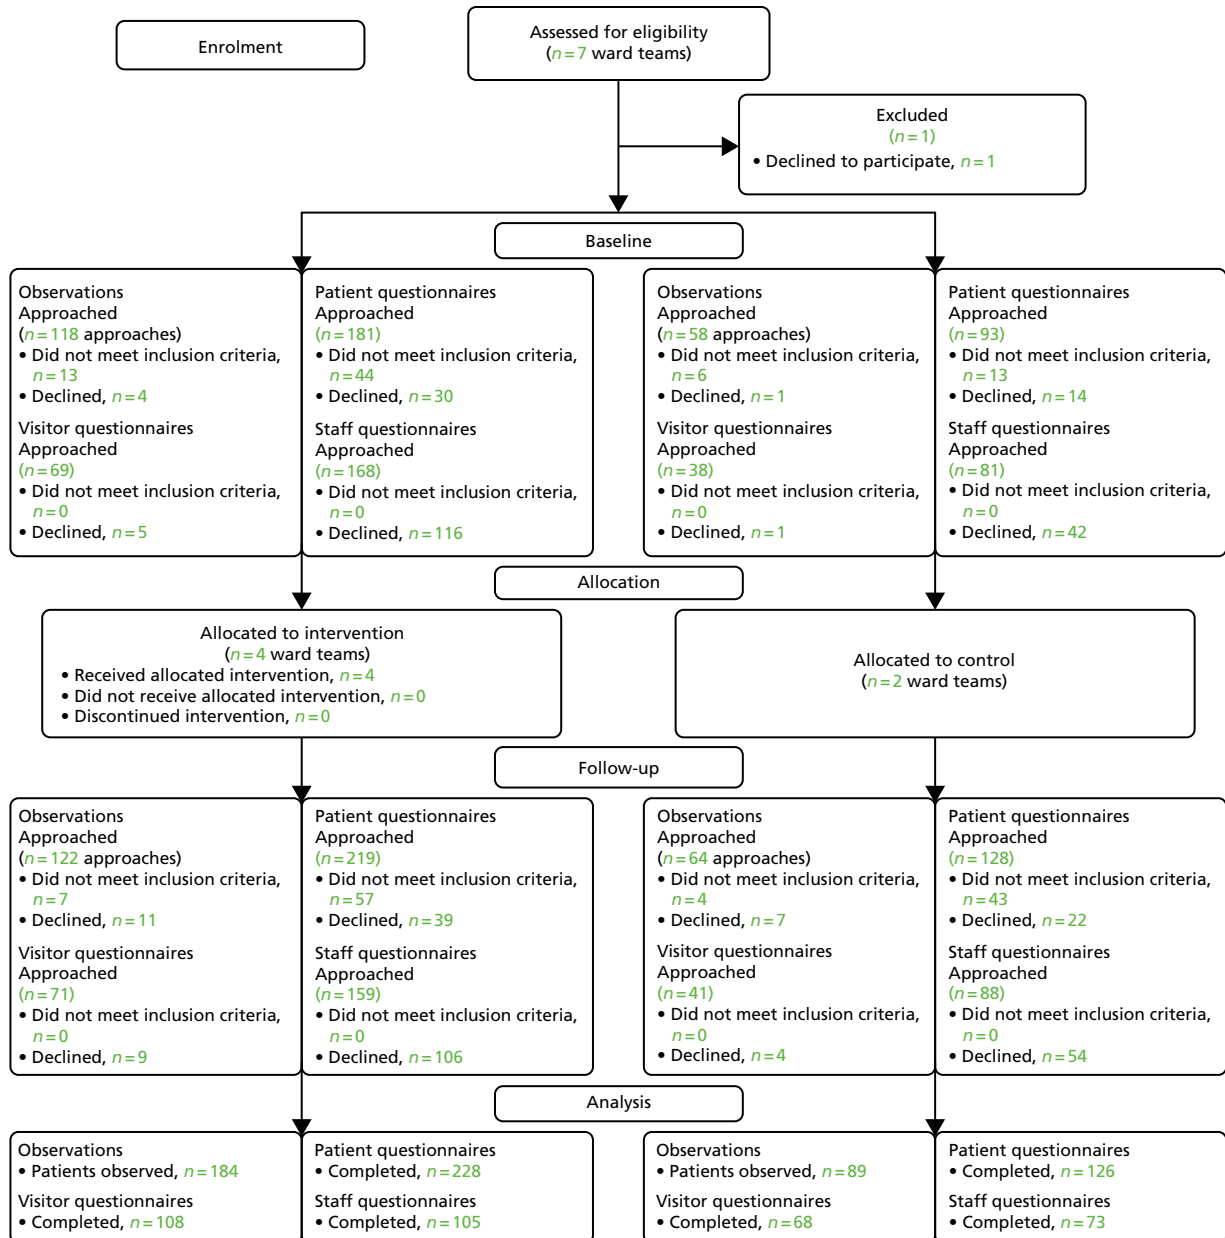 Enrolment
Assessed for eligibility
(n=7 ward teams)
Excluded
(n=1)
• Declined to participate, n=1
Baseline
Observations
Approached
(n=118 approaches)
• Did not meet inclusion criteria,
n=13
• Declined, n=4
Visitor questionnaires
Approached
(n=69)
• Did not meet inclusion criteria,
n=0
• Declined, n=5
Patient questionnaires
Approached
(n=181)
• Did not meet inclusion criteria,
n=44
• Declined, n=30
Staff questionnaires
Approached
(n=168)
• Did not meet inclusion criteria,
n=0
• Declined, n=116
Observations
Approached
(n=58 approaches)
• Did not meet inclusion criteria,
n=6
• Declined, n=1
Visitor questionnaires
Approached
(n=38)
• Did not meet inclusion criteria,
n=0
• Declined, n=1
Patient questionnaires
Approached
(n=93)
• Did not meet inclusion criteria,
n=13
• Declined, n=14
Staff questionnaires
Approached
(n=81)
• Did not meet inclusion criteria,
n=0
• Declined, n=42
Allocation
Allocated to intervention
(n=4 ward teams)
• Received allocated intervention, n=4
• Did not receive allocated intervention, n=0
• Discontinued intervention, n=0
Allocated to control
(n=2 ward teams)
Follow-up
Observations
Approached
(n=122 approaches)
• Did not meet inclusion criteria,
n=7
• Declined, n=11
Visitor questionnaires
Approached
(n=71)
• Did not meet inclusion criteria,
n=0
• Declined, n=9
Patient questionnaires
Approached
(n=219)
• Did not meet inclusion criteria,
n=57
• Declined, n=39
Staff questionnaires
Approached
(n=159)
• Did not meet inclusion criteria,
n=0
• Declined, n=106
Observations
Approached
(n=64 approaches)
• Did not meet inclusion criteria,
n=4
• Declined, n=7
Visitor questionnaires
Approached
(n=41)
• Did not meet inclusion criteria,
n=0
• Declined, n=4
Patient questionnaires
Approached
(n=128)
• Did not meet inclusion criteria,
n=43
• Declined, n=22
Staff questionnaires
Approached
(n=88)
• Did not meet inclusion criteria,
n=0
• Declined, n=54
Analysis
Observations
• Patients observed, n=184
Visitor questionnaires
• Completed, n=108
Patient questionnaires
• Completed, n=228
Staff questionnaires
• Completed, n=105
Observations
• Patients observed, n=89
Visitor questionnaires
• Completed, n=68
Patient questionnaires
• Completed, n=126
Staff questionnaires
• Completed, n=73